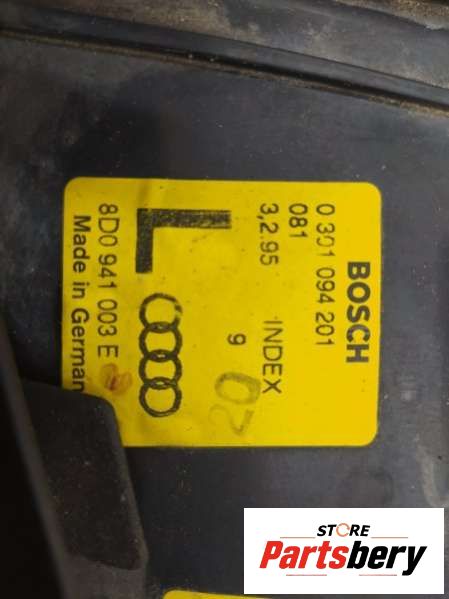 BOSCH
0 301 094 201
081
3,2.95 INDEX
9
02
L
8D0 941 003 E
Made in German
STORE
Partsbery